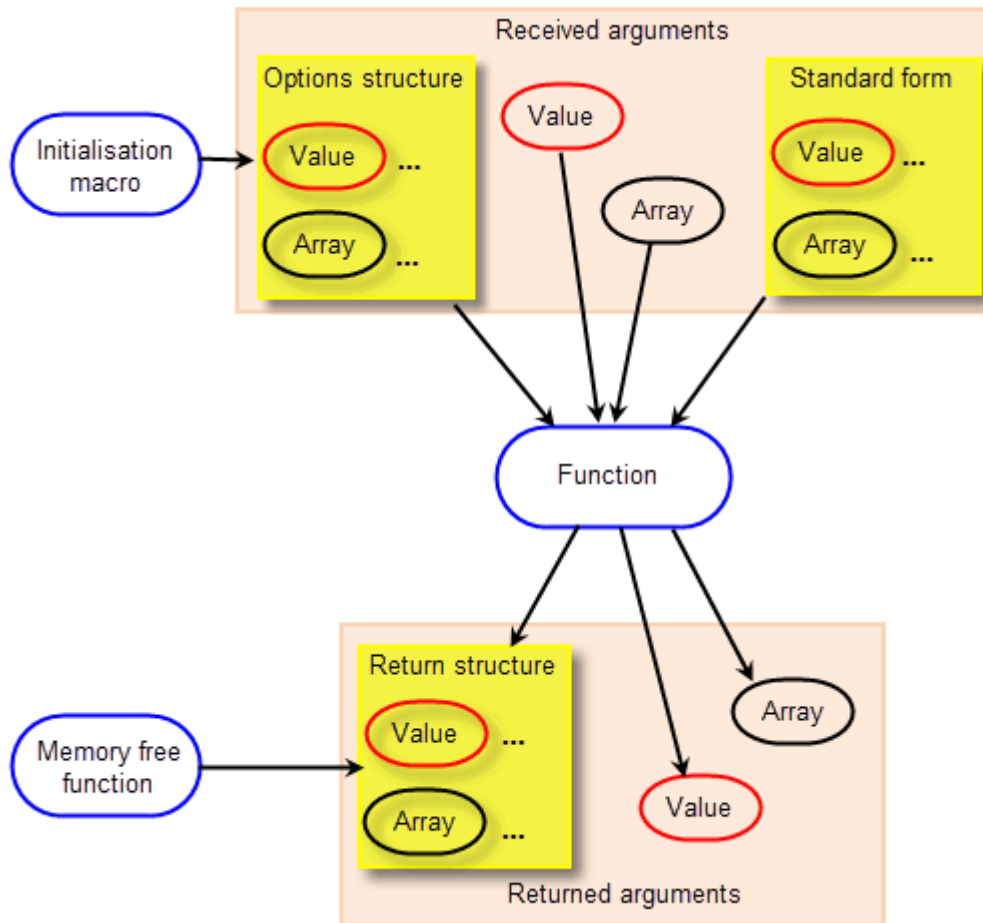 Received arguments
Options structure
Value
...
Array
...
Value
Array
Standard form
Value
...
Array
...
Initialisation
macro
Function
Return structure
Value
...
Array
...
Array
Value
Returned arguments
Memory free
function